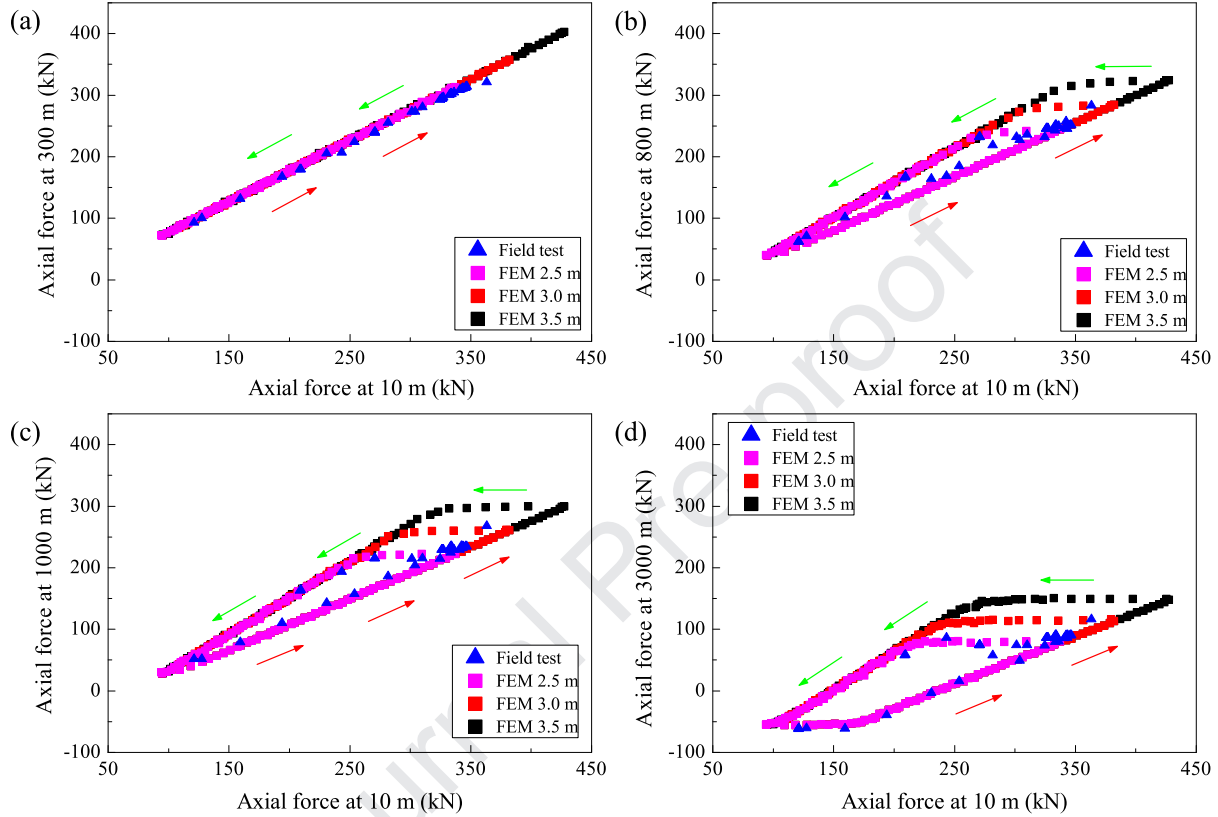 (a)
400
300
200
100
0
-100
50
150
250
350
450
Axial force at 300 m (kN)
Axial force at 10 m (kN)
Field test
FEM 2.5 m
FEM 3.0 m
FEM 3.5 m
(b)
400
300
200
100
0
-100
50
150
250
350
450
Axial force at 800 m (kN)
Axial force at 10 m (kN)
Field test
FEM 2.5 m
FEM 3.0 m
FEM 3.5 m
(c)
400
300
200
100
0
-100
50
150
250
350
450
Axial force at 1000 m (kN)
Axial force at 10 m (kN)
Field test
FEM 2.5 m
FEM 3.0 m
FEM 3.5 m
(d)
400
300
200
100
0
-100
50
150
250
350
450
Axial force at 3000 m (kN)
Axial force at 10 m (kN)
Field test
FEM 2.5 m
FEM 3.0 m
FEM 3.5 m
urnal Pre-proof